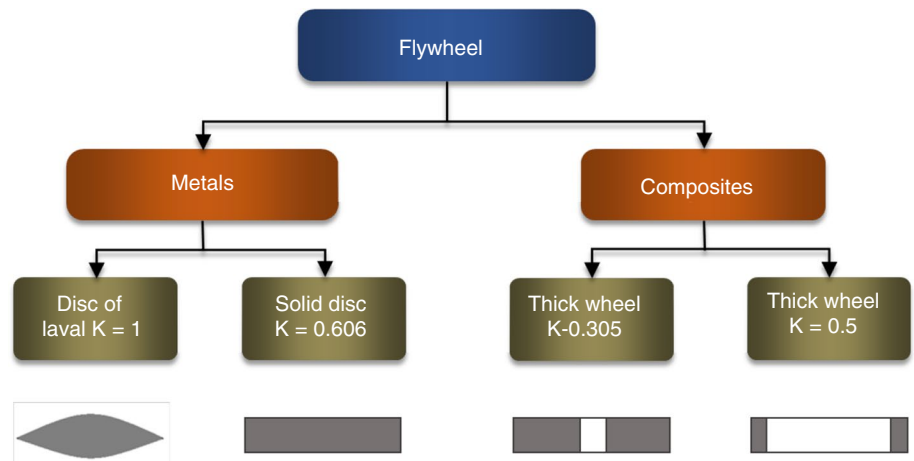 Flywheel
Metals
Composites
Disc of
laval K = 1
Solid disc
K = 0.606
Thick wheel
K-0.305
Thick wheel
K = 0.5